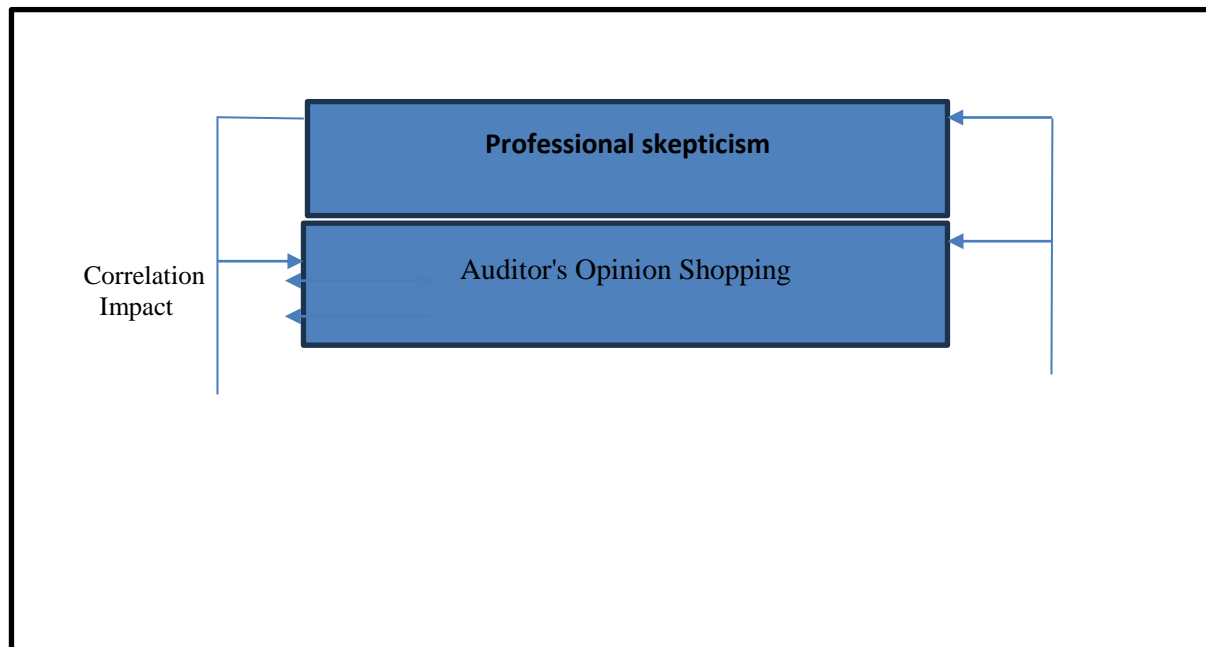 Professional skepticism
Auditor's Opinion Shopping
Correlation
Impact